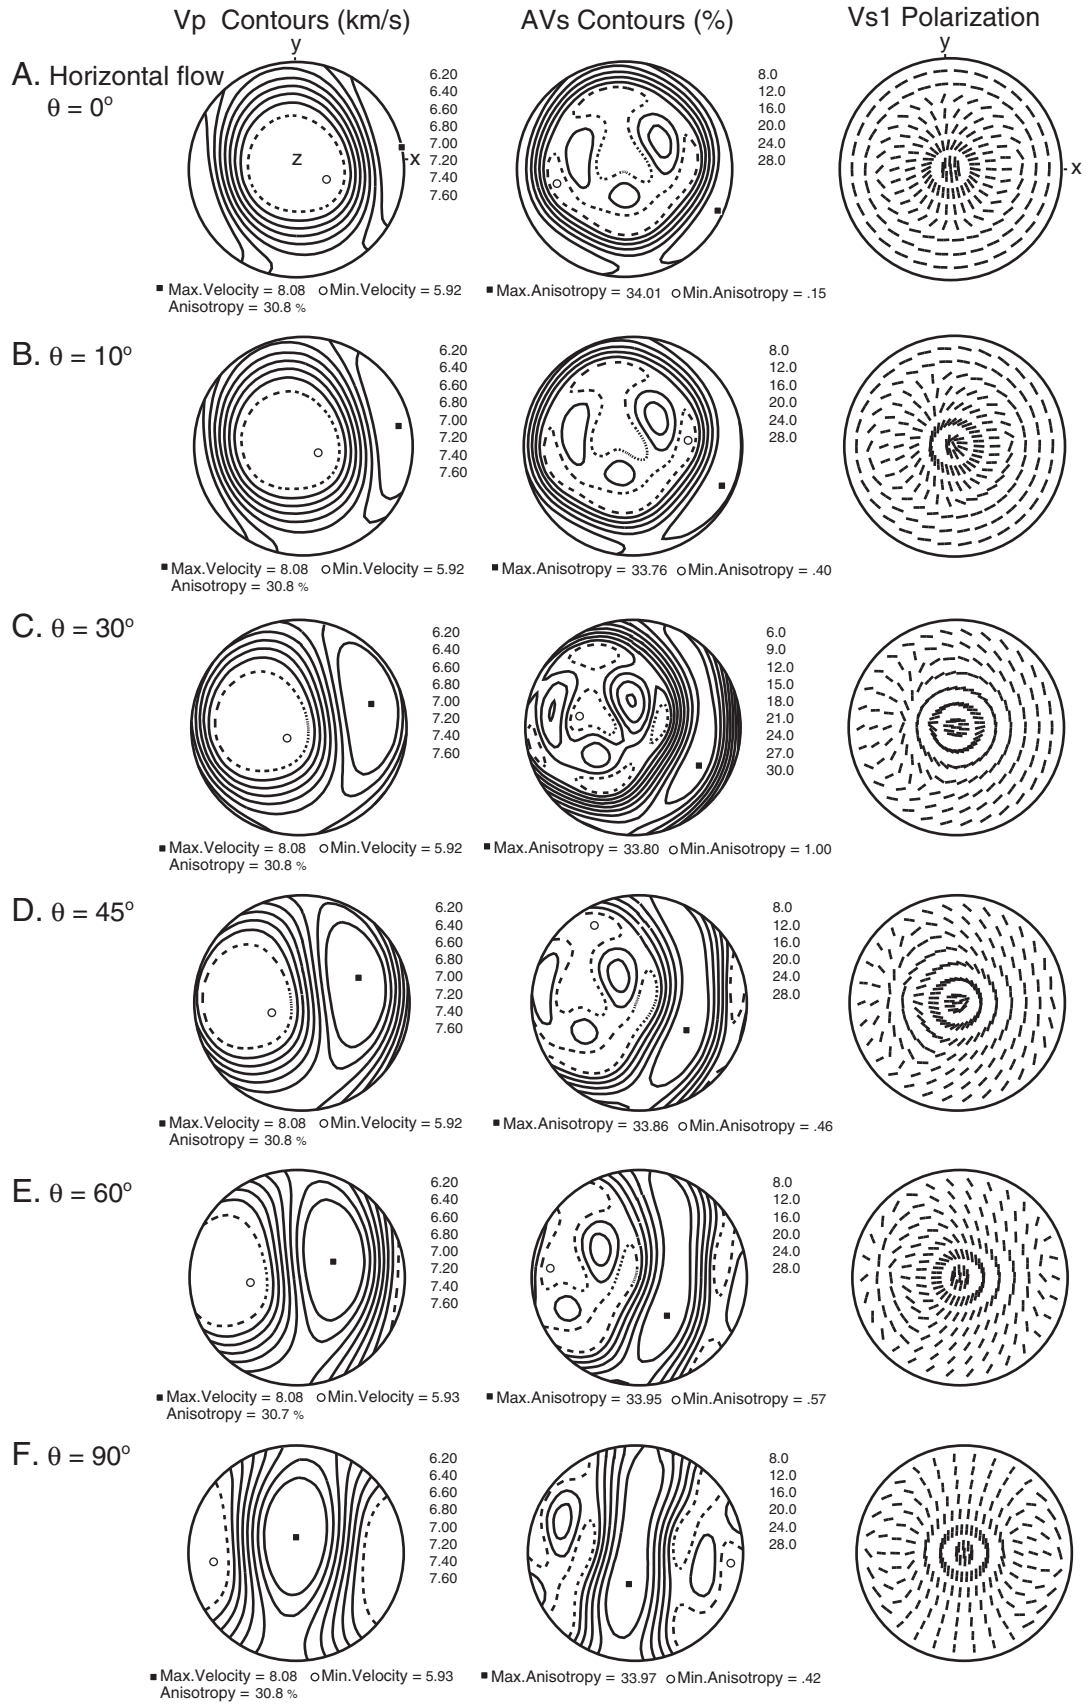 Vp Contours (km/s)
AVs Contours (%)
Vs1 Polarization
y
y
A. Horizontal flow
θ = 0°
z
x
x
6.20
6.40
6.60
6.80
7.00
7.20
7.40
7.60
8.0
12.0
16.0
20.0
24.0
28.0
Max.Velocity = 8.08 Min.Velocity = 5.92
Anisotropy = 30.8 %
Max.Anisotropy = 34.01 Min.Anisotropy = .15
B. θ = 10°
6.20
6.40
6.60
6.80
7.00
7.20
7.40
7.60
8.0
12.0
16.0
20.0
24.0
28.0
Max.Velocity = 8.08 Min.Velocity = 5.92
Anisotropy = 30.8 %
Max.Anisotropy = 33.76 Min.Anisotropy = .40
C. θ = 30°
6.20
6.40
6.60
6.80
7.00
7.20
7.40
7.60
6.0
9.0
12.0
15.0
18.0
21.0
24.0
27.0
30.0
Max.Velocity = 8.08 Min.Velocity = 5.92
Anisotropy = 30.8 %
Max.Anisotropy = 33.80 Min.Anisotropy = 1.00
D. θ = 45°
6.20
6.40
6.60
6.80
7.00
7.20
7.40
7.60
8.0
12.0
16.0
20.0
24.0
28.0
Max.Velocity = 8.08 Min.Velocity = 5.92
Anisotropy = 30.8 %
Max.Anisotropy = 33.86 Min.Anisotropy = .46
E. θ = 60°
6.20
6.40
6.60
6.80
7.00
7.20
7.40
7.60
8.0
12.0
16.0
20.0
24.0
28.0
Max.Velocity = 8.08 Min.Velocity = 5.93
Anisotropy = 30.7 %
Max.Anisotropy = 33.95 Min.Anisotropy = .57
F. θ = 90°
6.20
6.40
6.60
6.80
7.00
7.20
7.40
7.60
8.0
12.0
16.0
20.0
24.0
28.0
Max.Velocity = 8.08 Min.Velocity = 5.93
Anisotropy = 30.8 %
Max.Anisotropy = 33.97 Min.Anisotropy = .42